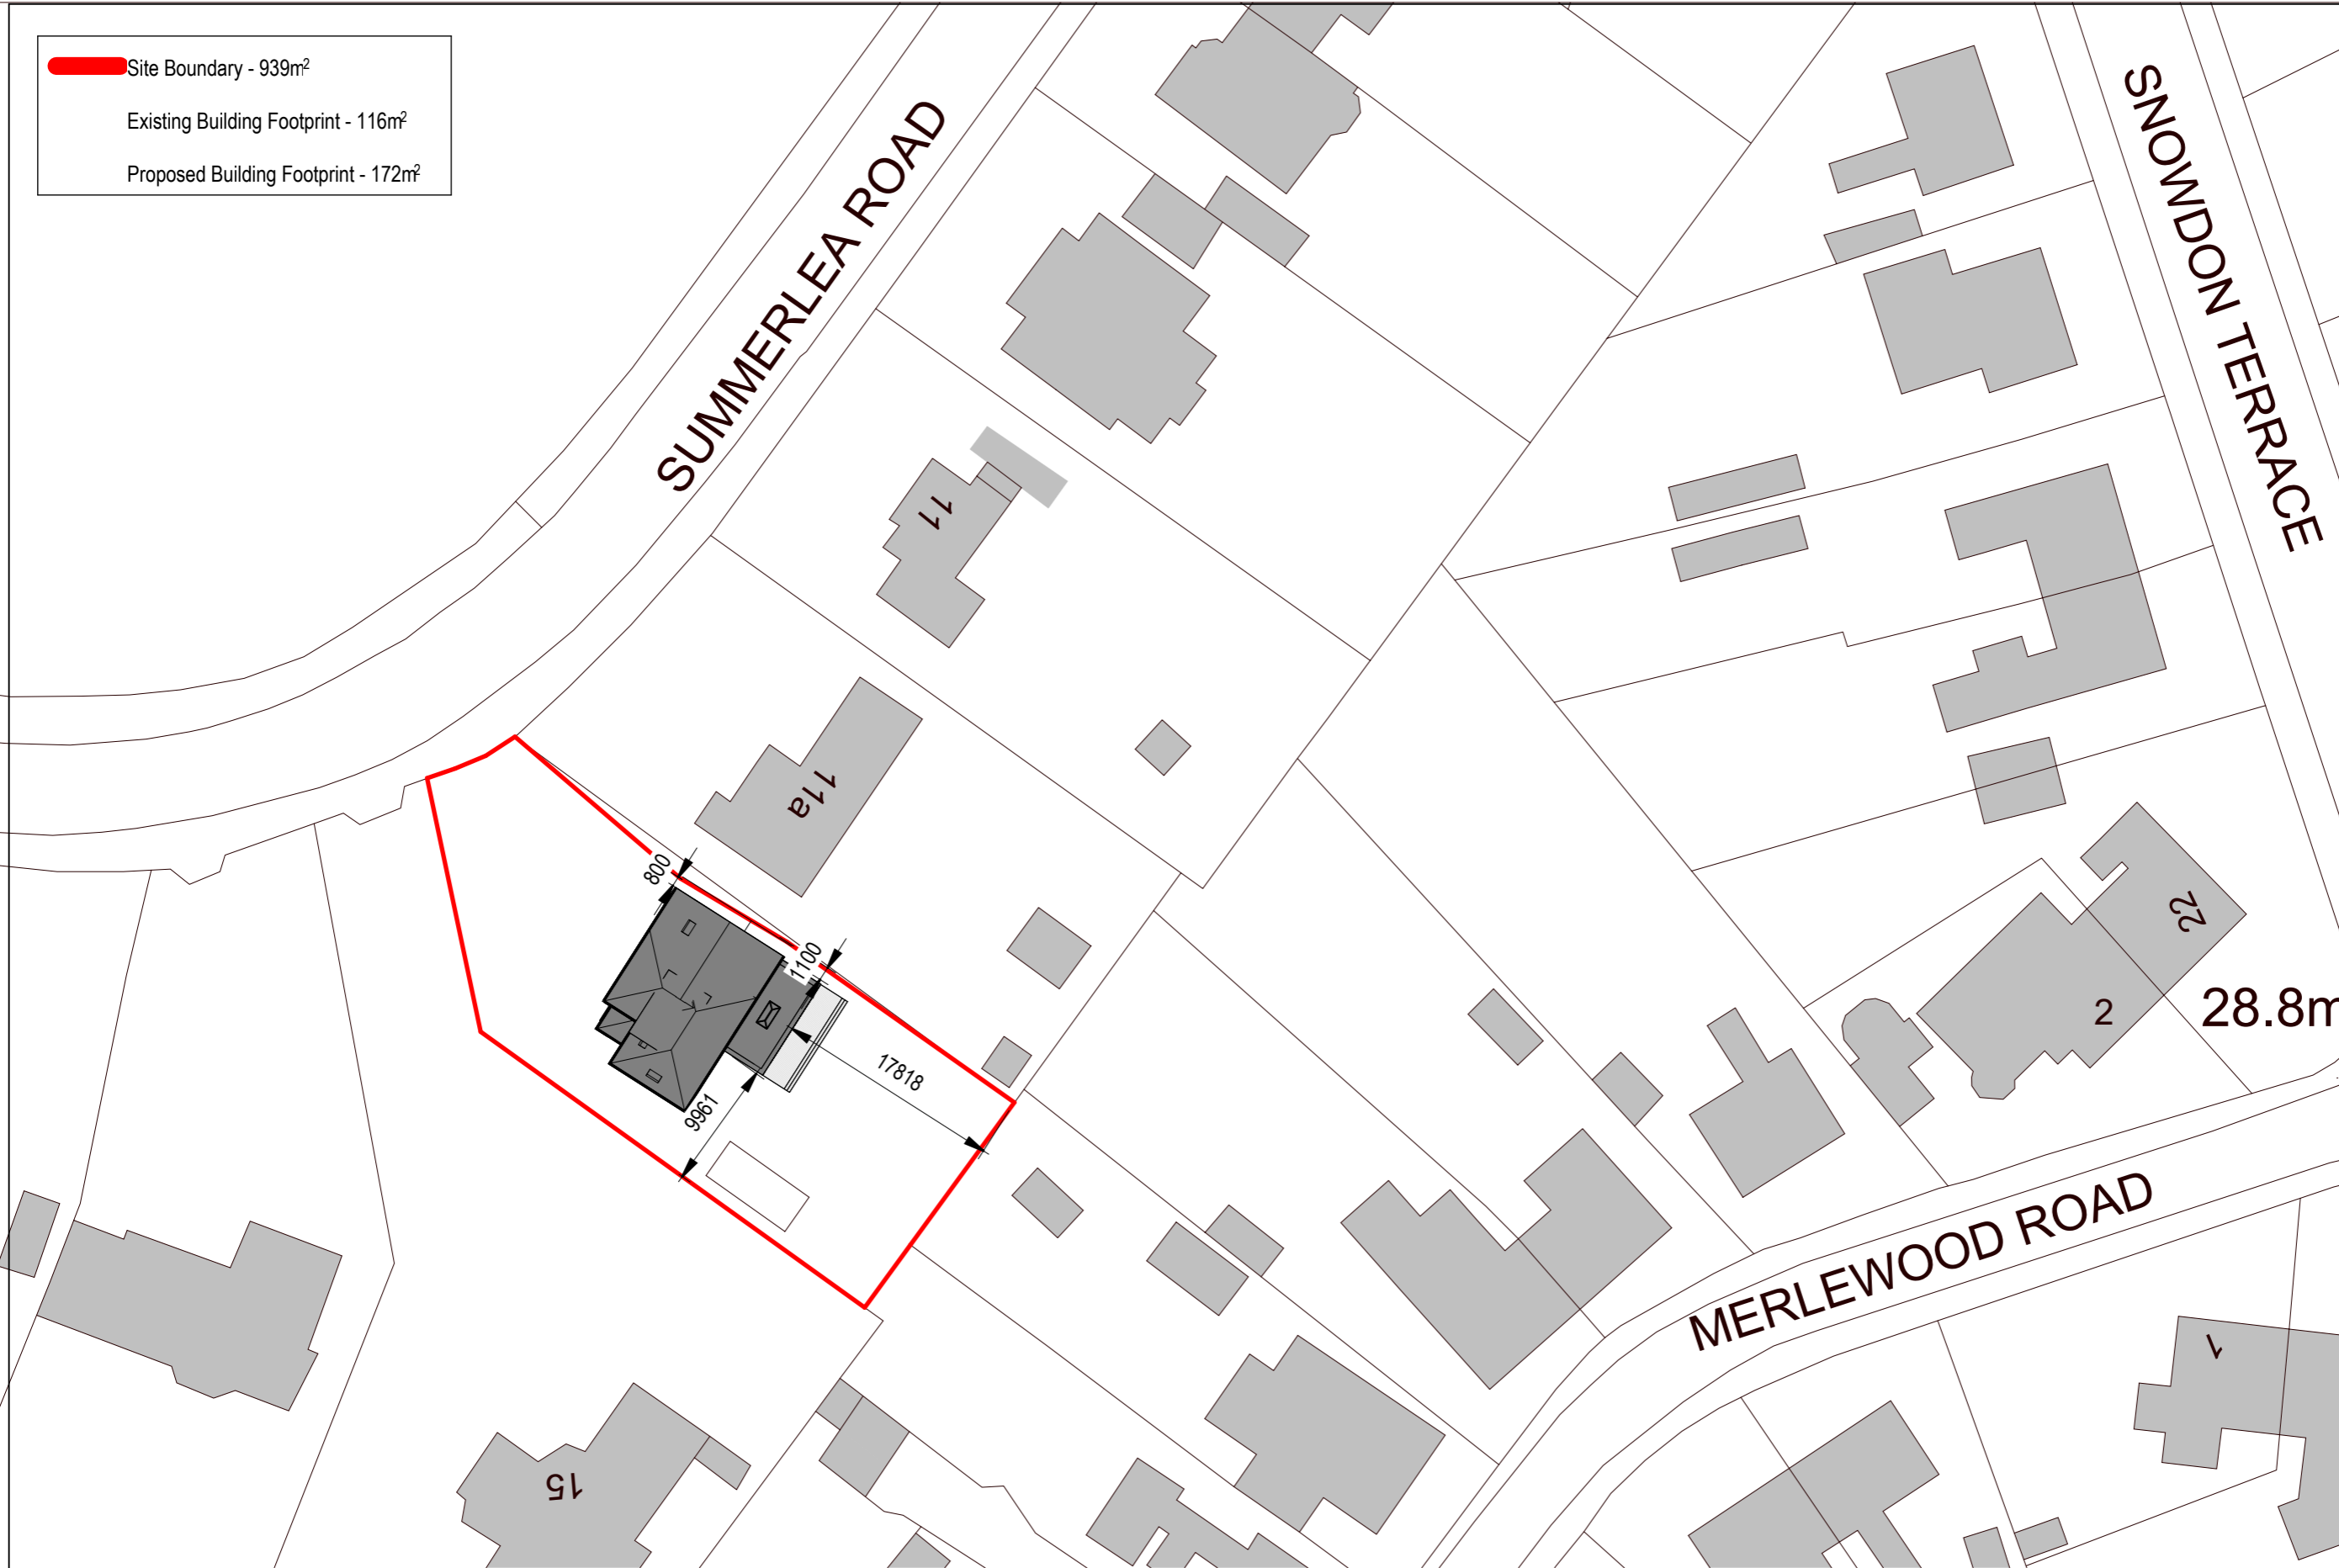 Site Boundary - 939m²
Existing Building Footprint - 116m²
Proposed Building Footprint - 172m²
SUMMERLEA ROAD
SNOWDON TERRACE
11
11a
800
1100
17818
9961
22
2
28.8m
MERLEWOOD ROAD
1
15